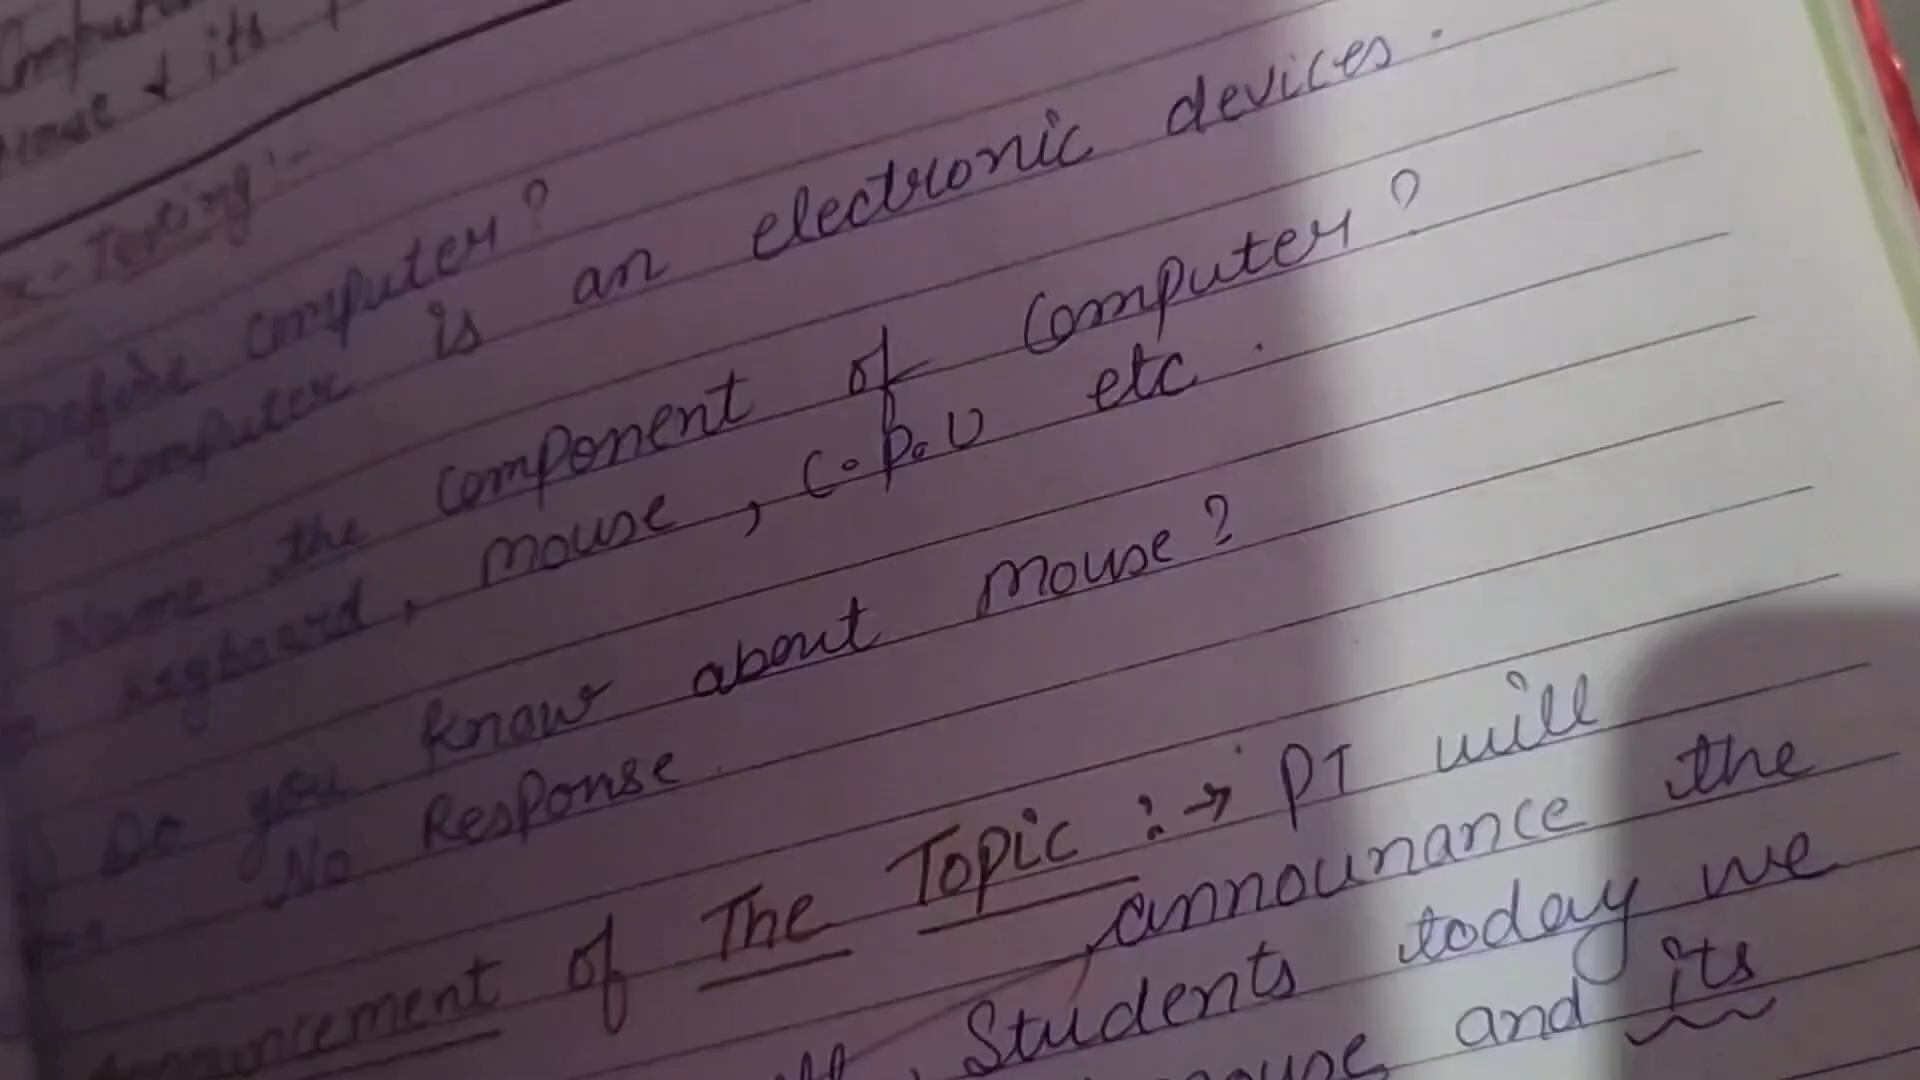 Computer
Mouse & its
Testing :-
Define Computer?
Computer is an electronic devices.
Name the component of Computer?
Keyboard, mouse, C.P.U etc.
Do you know about mouse?
No Response.
Announcement of The Topic :→ PT will
announance the
Students today we
mouse and its